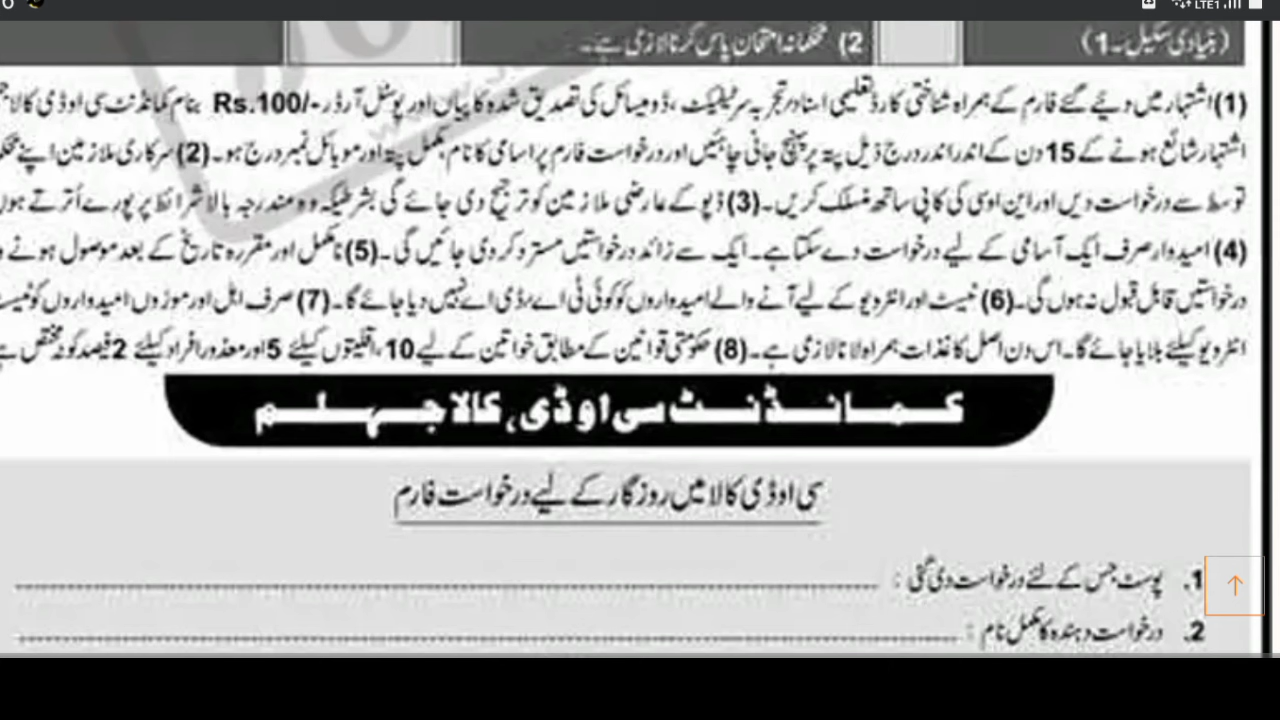 6 LTE1
(بنیادی سکیل۔1) 2) محکمانہ امتحان پاس کرنا لازمی ہے۔
(1) اشتہار میں دیئے گئے فارم کے ہمراہ شناختی کارڈ، تعلیمی اسناد، تجربہ سرٹیفکیٹ، ڈومیسائل کی تصدیق شدہ کاپیاں اور پوسٹل آرڈر -/Rs.100 بنام کمانڈنٹ سی او ڈی کالا
اشتہار شائع ہونے کے 15 دن کے اندر اندر درج ذیل پتہ پر پہنچ جانی چاہئیں اور درخواست فارم پر اسامی کا نام، مکمل پتہ اور موبائل نمبر درج ہو۔ (2) سرکاری ملازمین اپنے
توسط سے درخواست دیں اور این او سی کی کاپی ساتھ منسلک کریں۔ (3) ڈپو کے عارضی ملازمین کو ترجیح دی جائے گی بشرطیکہ وہ مندرجہ بالا شرائط پر پورے اُترتے ہوں
(4) امیدوار صرف ایک آسامی کے لیے درخواست دے سکتا ہے۔ ایک سے زائد درخواستیں مسترد کر دی جائیں گی۔ (5) نامکمل اور مقررہ تاریخ کے بعد موصول ہونے
درخواستیں قابل قبول نہ ہوں گی۔ (6) ٹیسٹ اور انٹرویو کے لیے آنے والے امیدواروں کو کوئی ٹی اے/ڈی اے نہیں دیا جائے گا۔ (7) صرف اہل اور موزوں امیدواروں کو ٹیسٹ
انٹرویو کیلئے بلایا جائے گا۔ اس دن اصل کاغذات ہمراہ لانا لازمی ہے۔ (8) حکومتی قوانین کے مطابق خواتین کے لیے 10، اقلیتوں کیلئے 5 اور معذور افراد کیلئے 2 فیصد کوٹہ مختص
کمانڈنٹ سی او ڈی، کالا جہلم
سی او ڈی کالا میں روزگار کے لیے درخواست فارم
1. پوسٹ جس کے لئے درخواست دی گئی :
2. درخواست دہندہ کا مکمل نام :